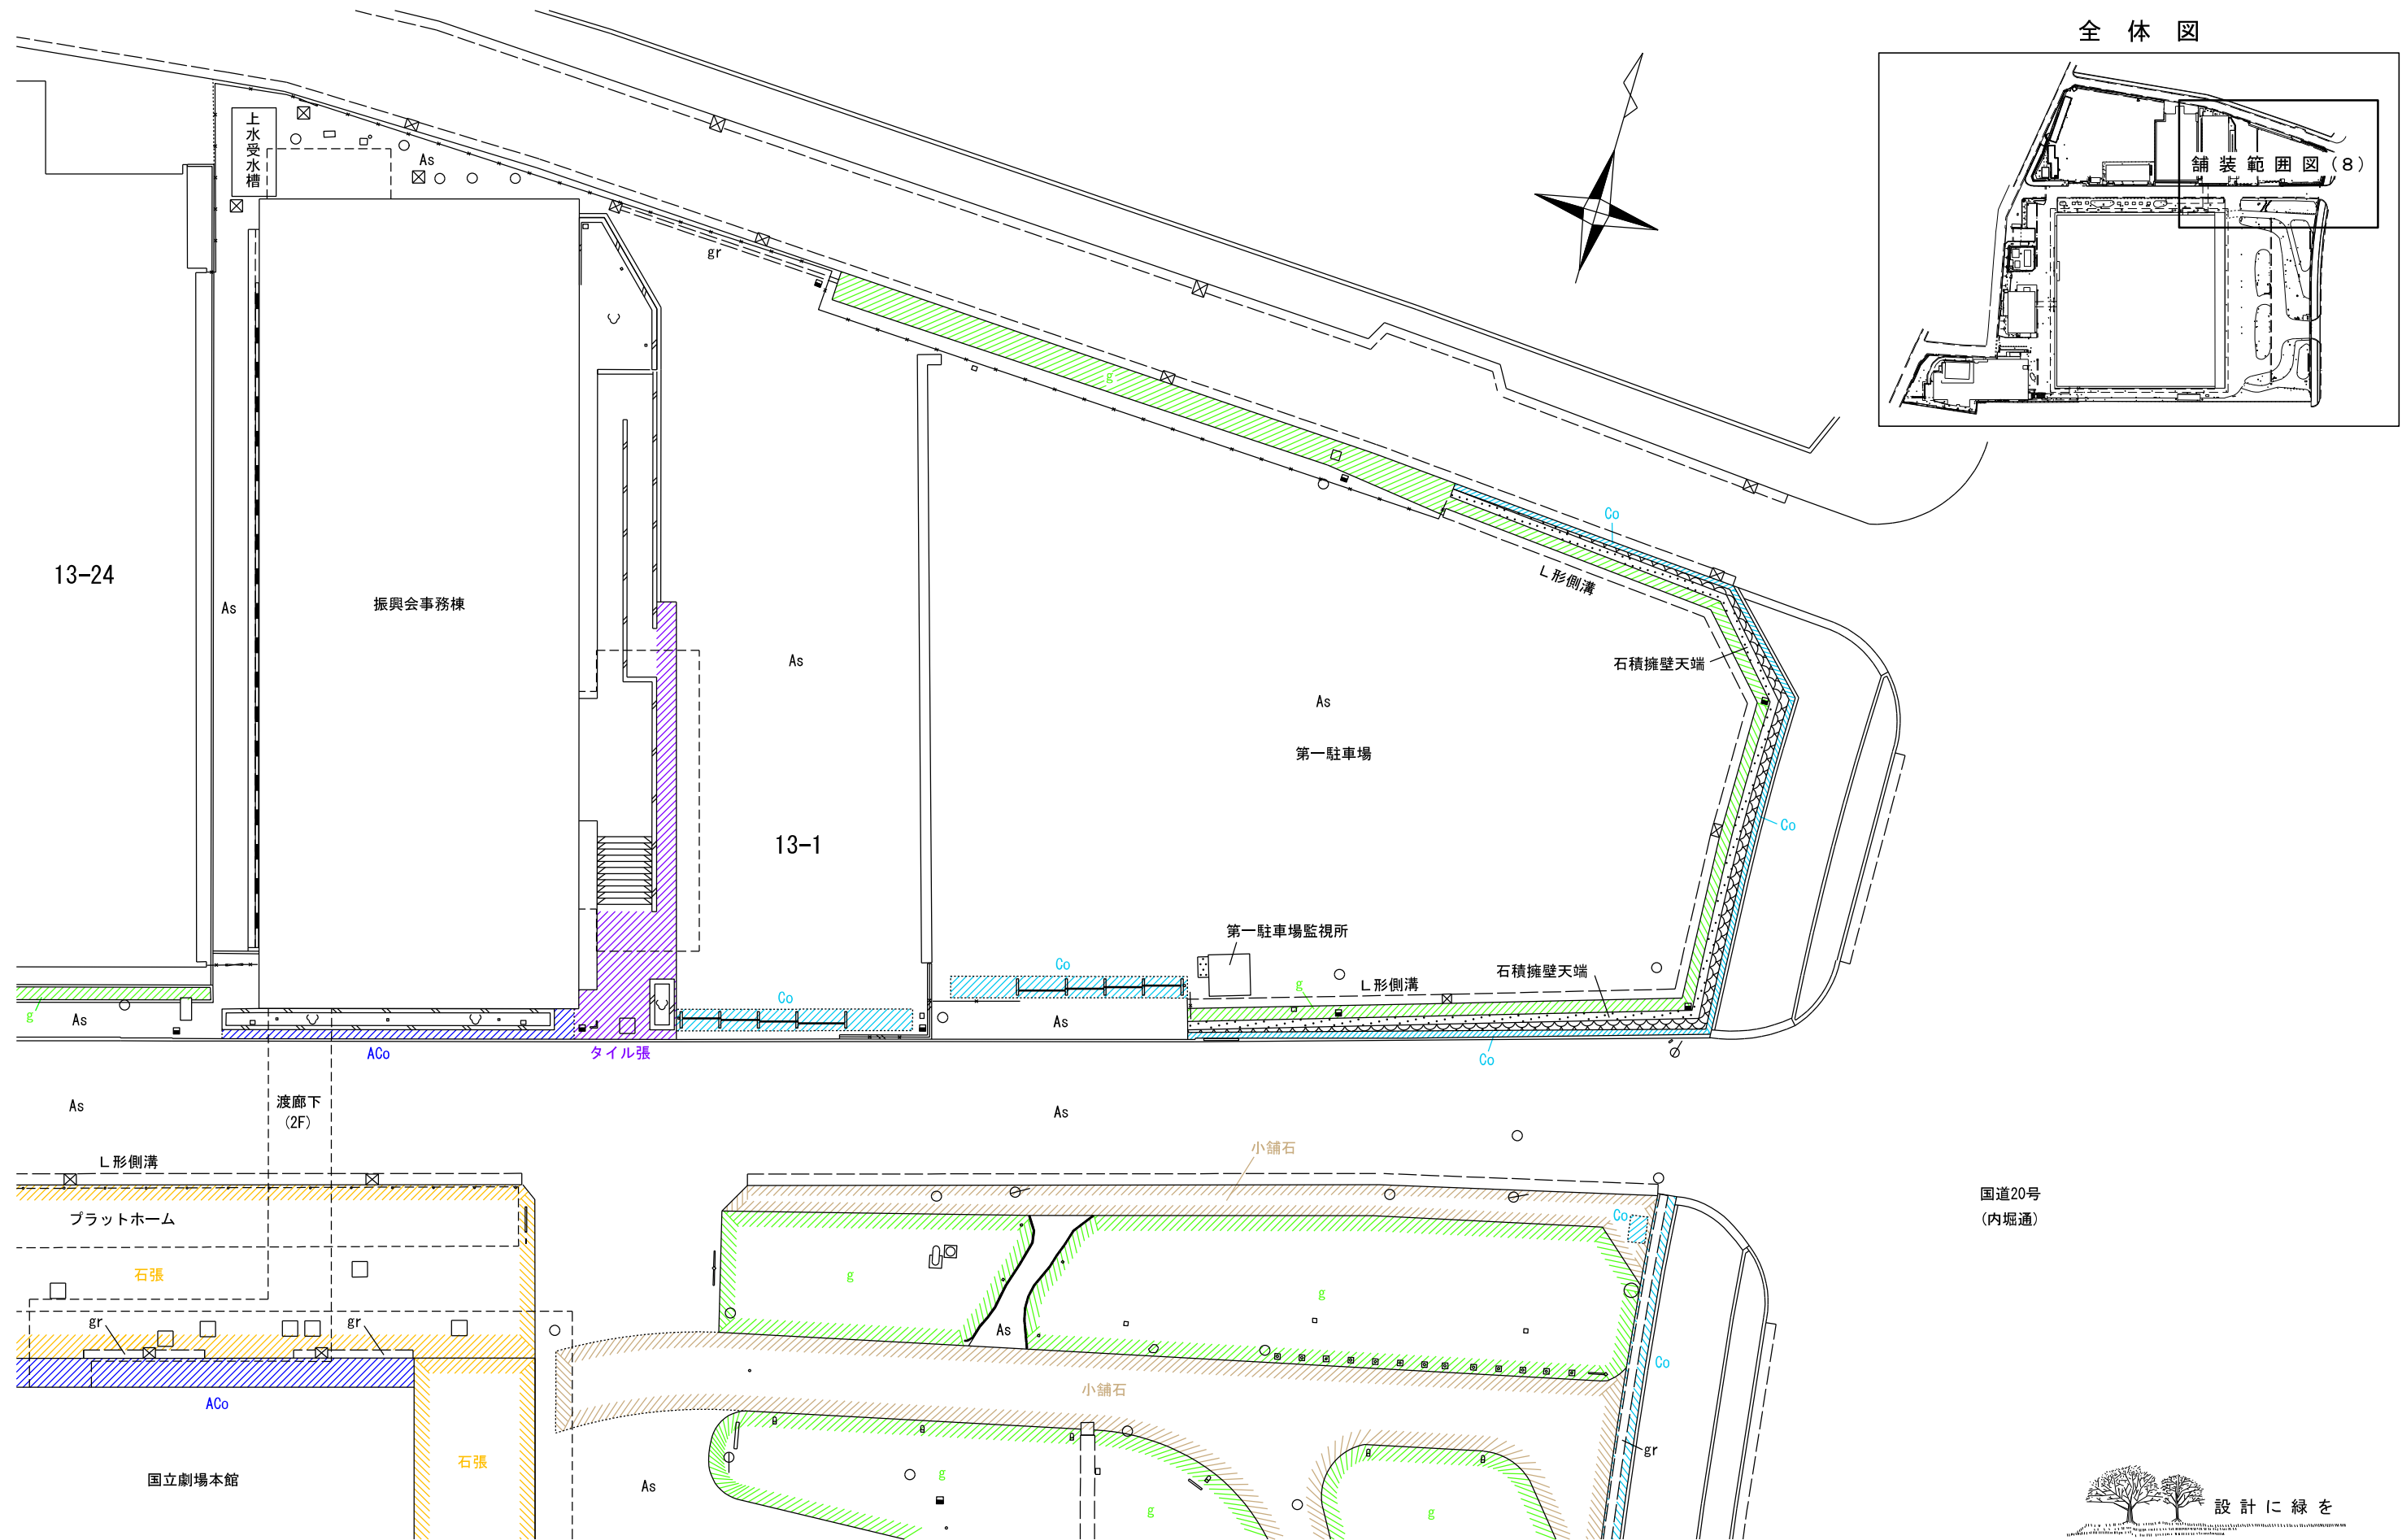 全体図
舗装範囲図(8)
上水受水槽
As
gr
g
Co
L形側溝
13-24
As
振興会事務棟
As
石積擁壁天端
As
第一駐車場
Co
13-1
第一駐車場監視所
Co
石積擁壁天端
g
L形側溝
Co
g
As
As
ACo
タイル張
Co
As
渡廊下
(2F)
As
L形側溝
小舗石
プラットホーム
Co
国道20号
(内堀通)
石張
g
g
gr
gr
As
Co
小舗石
ACo
gr
石張
国立劇場本館
As
g
g
g
設計に緑を